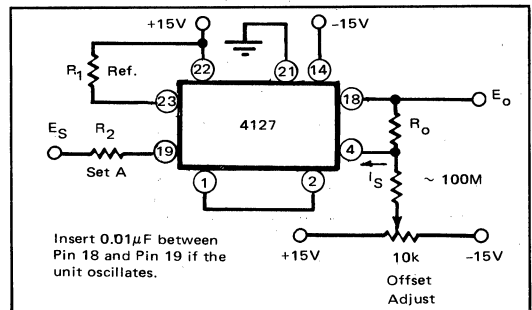 +15V
-15V
R1 Ref.
22
21
14
23
18
Eo
4127
Ro
ES
R2
19
4
Set A
IS
~ 100M
1
2
Insert 0.01µF between
Pin 18 and Pin 19 if the
unit oscillates.
+15V
10k
-15V
Offset
Adjust